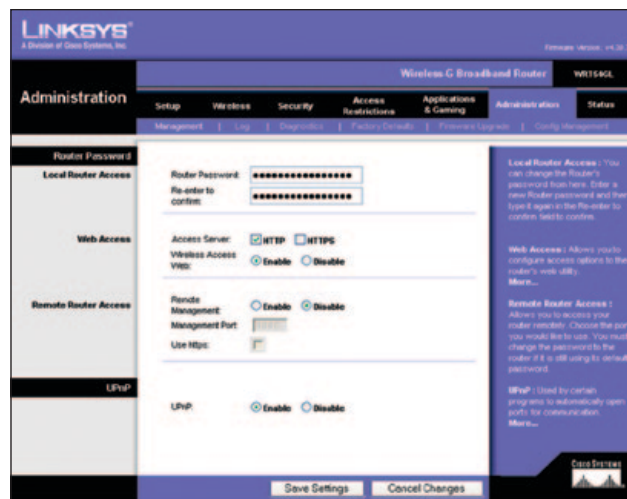 LINKSYS®
A Division of Cisco Systems, Inc.
Firmware Version: v4.30.
Wireless-G Broadband Router WRT54GL
Administration
Setup Wireless Security Access Restrictions Applications & Gaming Administration Status
Management | Log | Diagnostics | Factory Defaults | Firmware Upgrade | Config Management
Router Password
Local Router Access
Router Password:
Re-enter to
confirm:
Web Access
Access Server: HTTP HTTPS
Wireless Access
Web: Enable Disable
Remote Router Access
Remote
Management: Enable Disable
Management Port:
Use https:
UPnP
UPnP: Enable Disable
Save Settings Cancel Changes
Local Router Access : You
can change the Router's
password from here. Enter a
new Router password and then
type it again in the Re-enter to
confirm field to confirm.
Web Access : Allows you to
configure access options to the
router's web utility.
More...
Remote Router Access :
Allows you to access your
router remotely. Choose the port
you would like to use. You must
change the password to the
router if it is still using its default
password.
UPnP : Used by certain
programs to automatically open
ports for communication.
More...
CISCO SYSTEMS